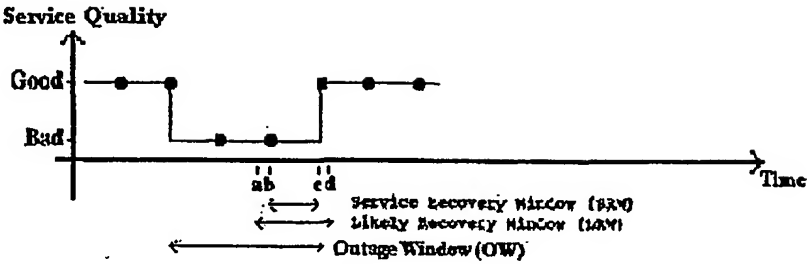 Service Quality
Good
Bad
a b c d
Time
Service Recovery Window (SRW)
Likely Recovery Window (LRW)
Outage Window (OW)